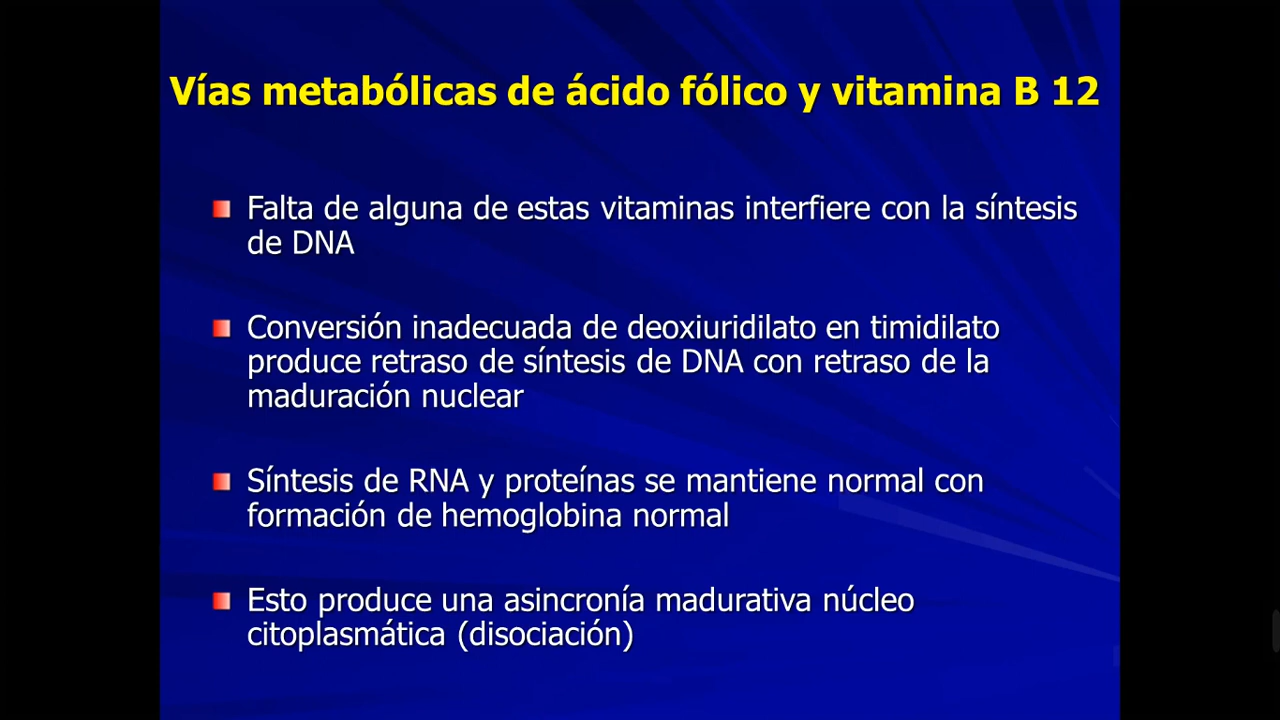 Vías metabólicas de ácido fólico y vitamina B 12
Falta de alguna de estas vitaminas interfiere con la síntesis
de DNA
Conversión inadecuada de deoxiuridilato en timidilato
produce retraso de síntesis de DNA con retraso de la
maduración nuclear
Síntesis de RNA y proteínas se mantiene normal con
formación de hemoglobina normal
Esto produce una asincronía madurativa núcleo
citoplasmática (disociación)